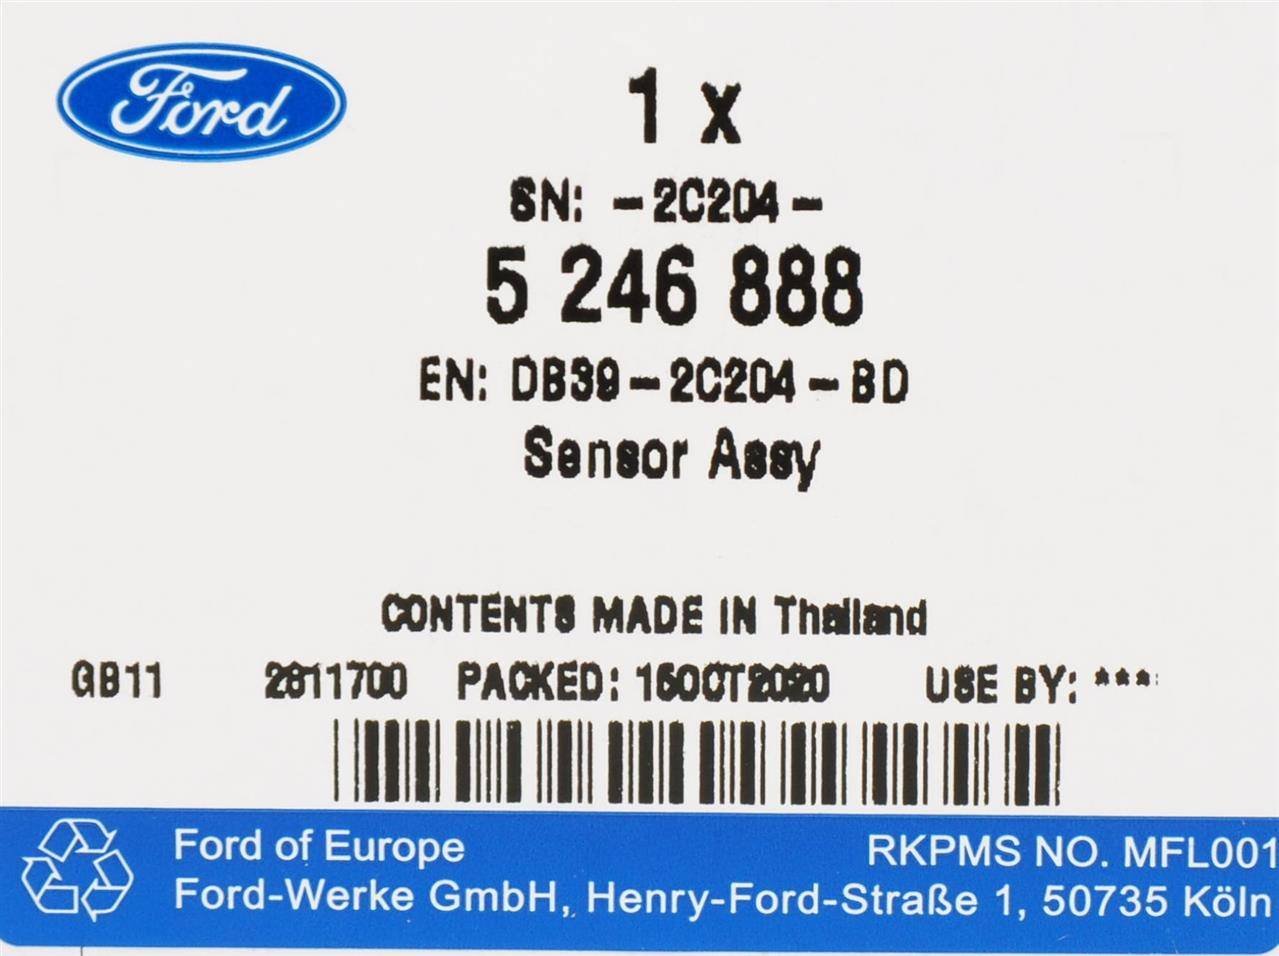 Ford
1 x
SN: -2C204-
5 246 888
EN: DB39-2C204-BD
Sensor Assy
CONTENTS MADE IN Thailand
GB11 2811700 PACKED: 15OCT2020 USE BY: ***
Ford of Europe RKPMS NO. MFL001
Ford-Werke GmbH, Henry-Ford-Straße 1, 50735 Köln